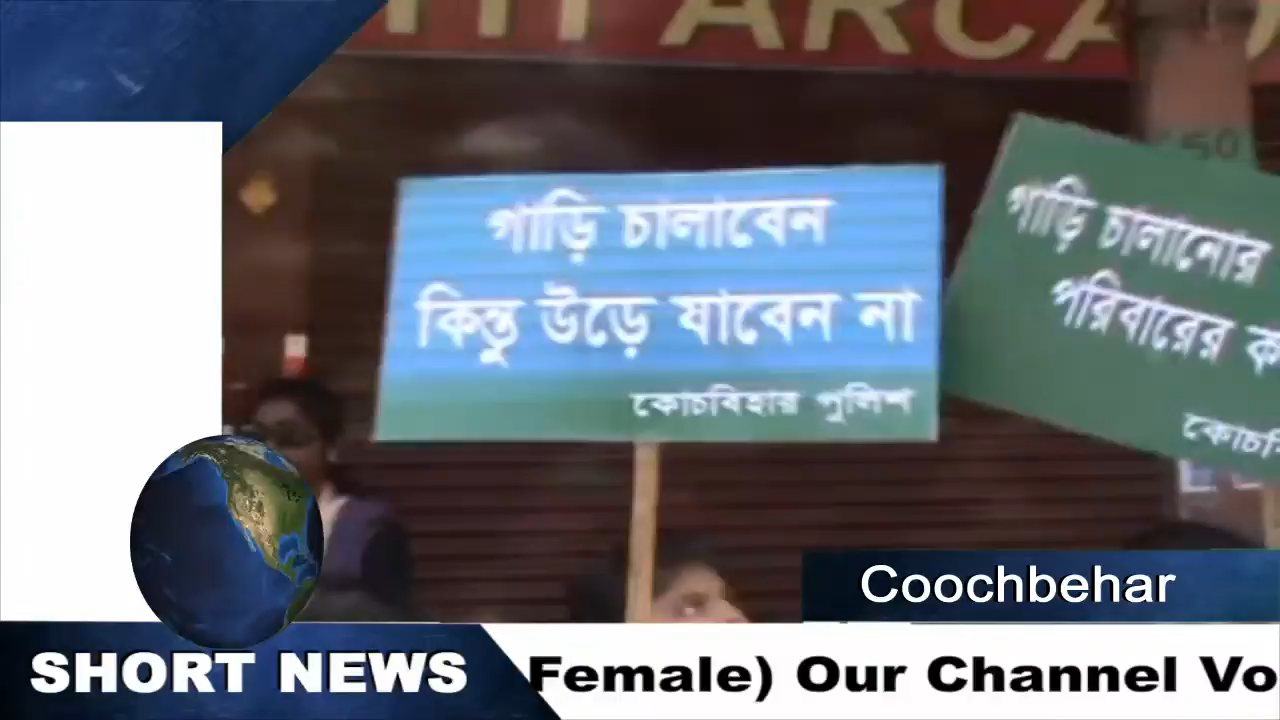 গাড়ি চালাবেন
কিন্তু উড়ে যাবেন না
কোচবিহার পুলিশ
গাড়ি চালানোর
পরিবারের
Coochbehar
SHORT NEWS
Female) Our Channel Vo